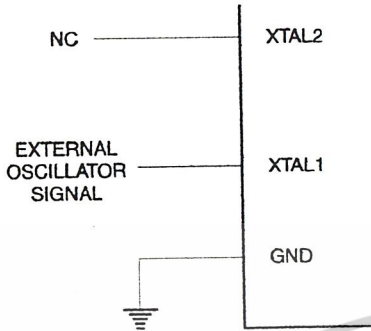 NC
XTAL2
EXTERNAL
OSCILLATOR
SIGNAL
XTAL1
GND